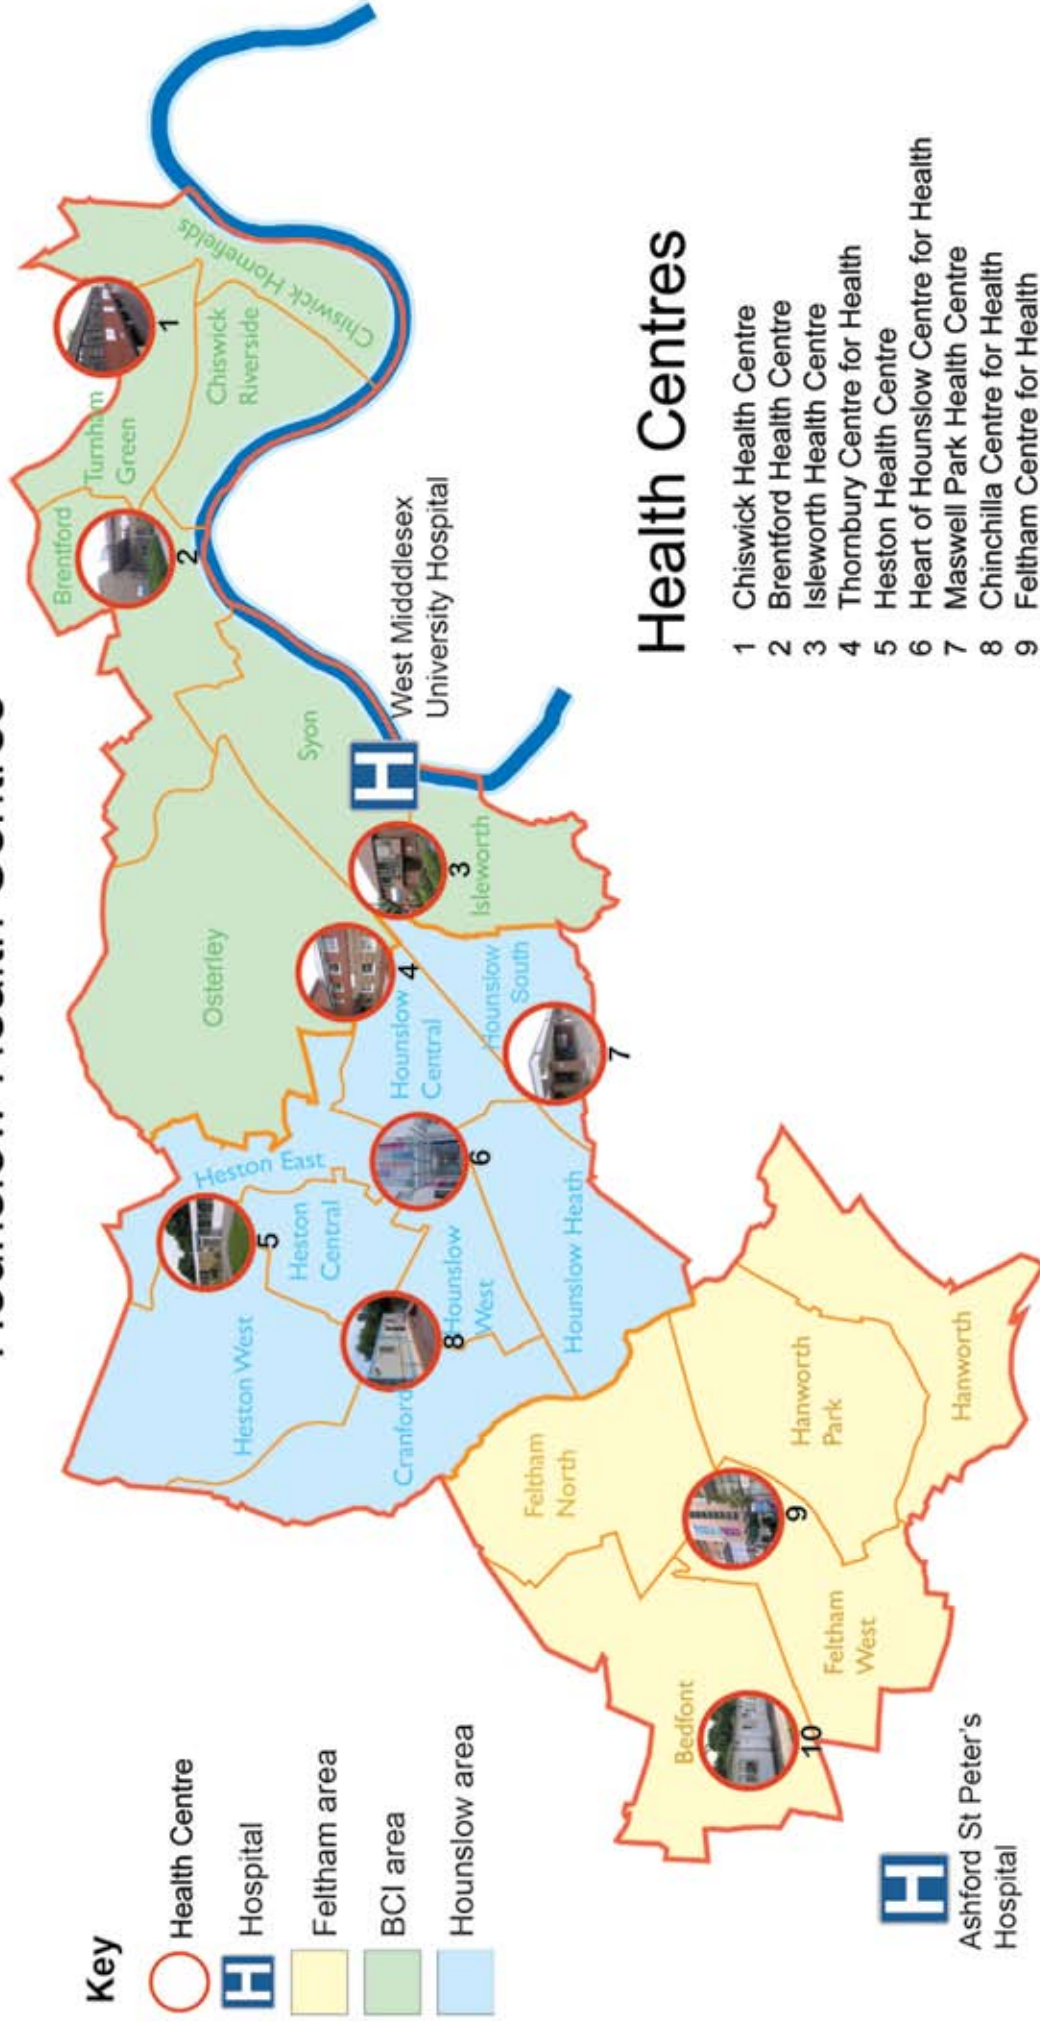 Hounslow Health Centres
Key
Health Centre
H
Hospital
Feltham area
BCI area
Hounslow area
H
Ashford St Peter's
Hospital
Bedfont
10
Feltham
West
9
Feltham
North
Hanworth
Park
Hanworth
Cranford
8
Heston West
Hounslow
West
Hounslow Heath
Heston
Central
5
Heston East
6
Hounslow
Central
4
Hounslow
South
7
Osterley
3
Isleworth
Syon
H
West Middlesex
University Hospital
Brentford
2
Turnham
Green
1
Chiswick
Riverside
Chiswick Homefields
Health Centres
1 Chiswick Health Centre
2 Brentford Health Centre
3 Isleworth Health Centre
4 Thornbury Centre for Health
5 Heston Health Centre
6 Heart of Hounslow Centre for Health
7 Maswell Park Health Centre
8 Chinchilla Centre for Health
9 Feltham Centre for Health